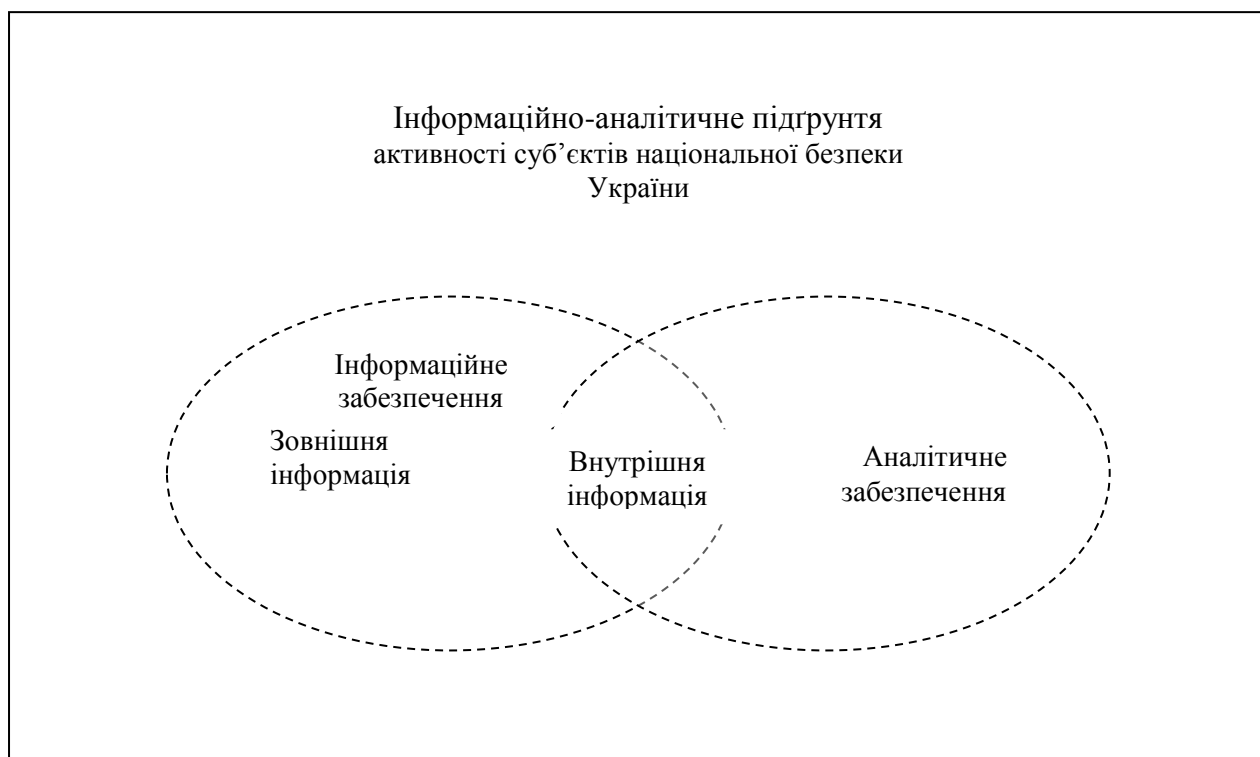 Інформаційно-аналітичне підґрунтя
активності суб’єктів національної безпеки
України
Інформаційне
забезпечення
Зовнішня
інформація
Внутрішня
інформація
Аналітичне
забезпечення